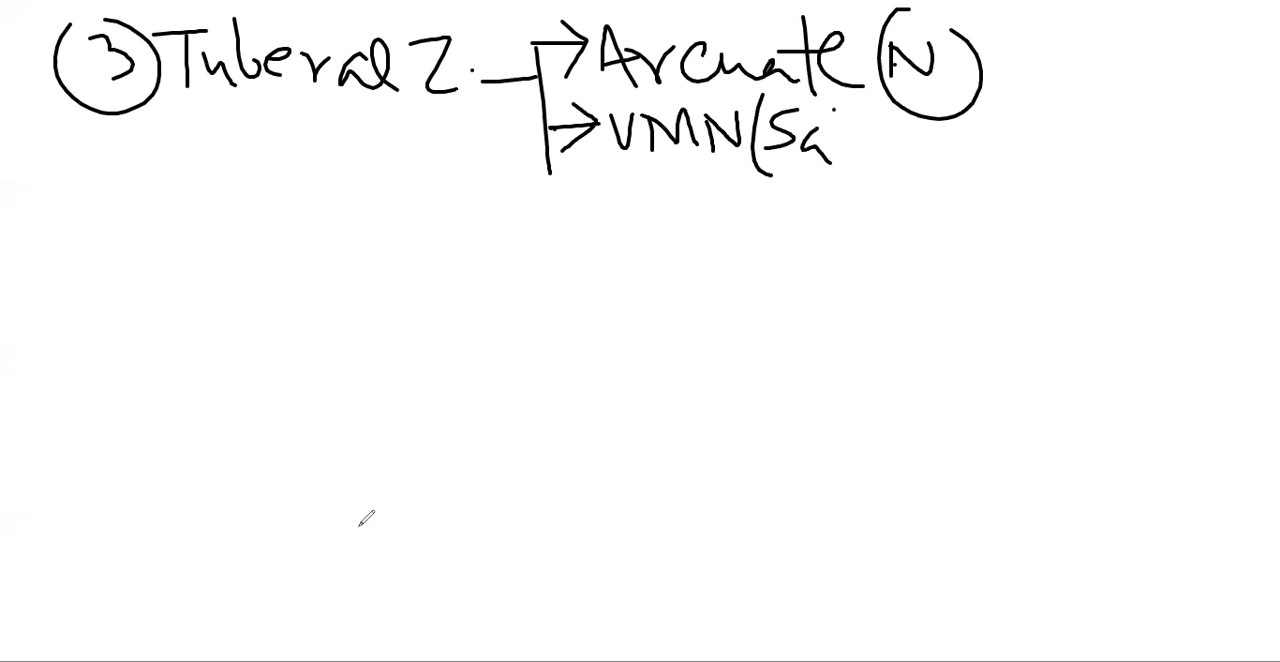 (3) Tuberal Z. → Arcuate (N)
→ VMN (Sa